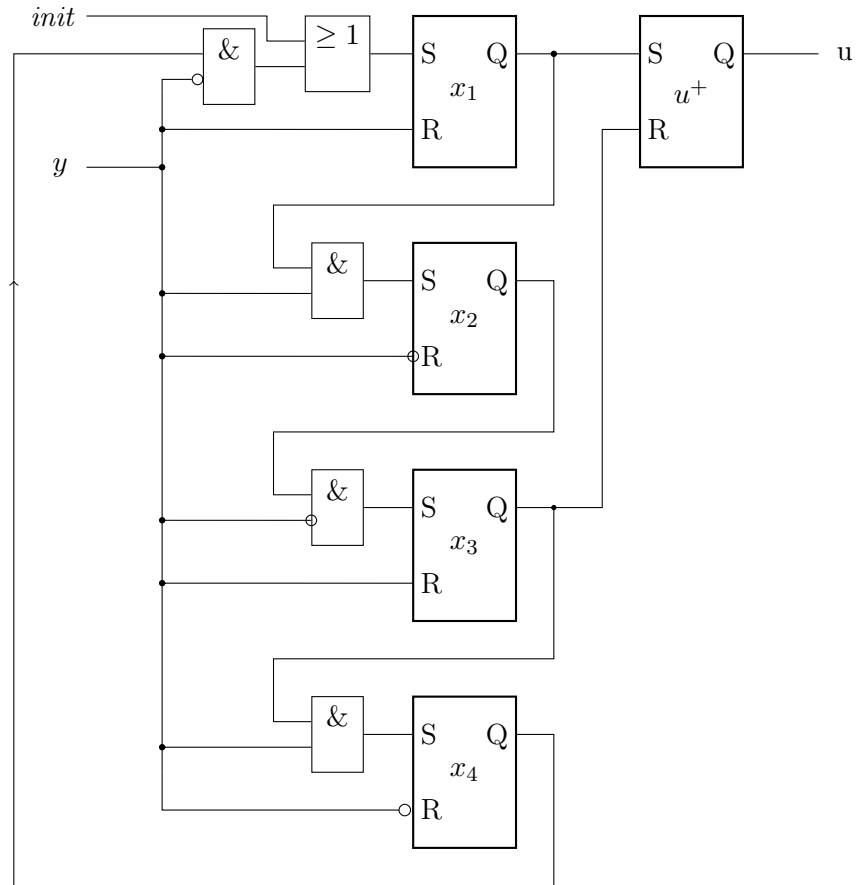 init
& ≥ 1 S Q S Q u
x₁ u⁺
R R
y
& S Q
x₂
R
& S Q
x₃
R
& S Q
x₄
R